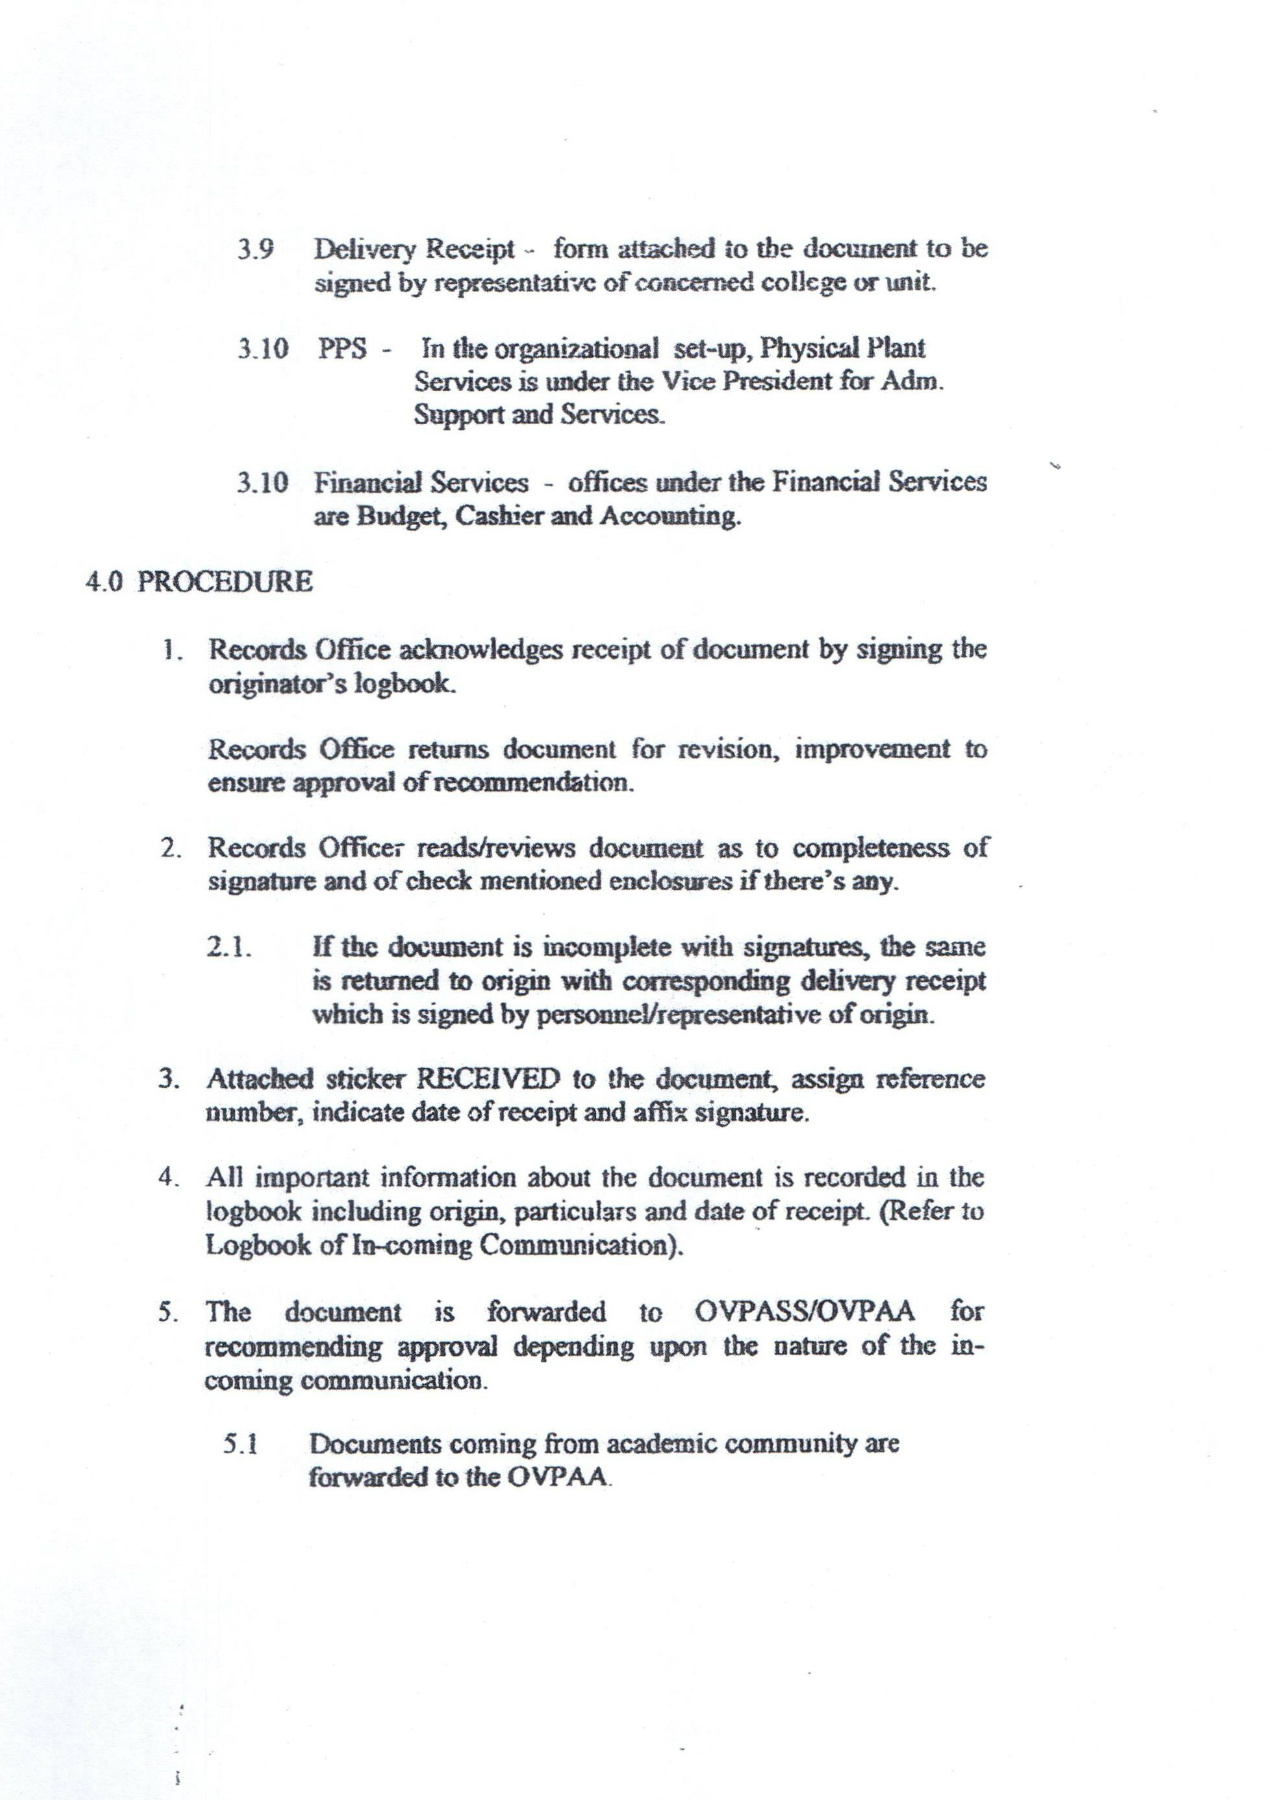 3.9 Delivery Receipt - form attached to the document to be
signed by representative of concerned college or unit.
3.10 PPS - In the organizational set-up, Physical Plant
Services is under the Vice President for Adm.
Support and Services.
3.10 Financial Services - offices under the Financial Services
are Budget, Cashier and Accounting.
4.0 PROCEDURE
1. Records Office acknowledges receipt of document by signing the
originator's logbook.
Records Office returns document for revision, improvement to
ensure approval of recommendation.
2. Records Officer reads/reviews document as to completeness of
signature and of check mentioned enclosures if there's any.
2.1. If the document is incomplete with signatures, the same
is returned to origin with corresponding delivery receipt
which is signed by personnel/representative of origin.
3. Attached sticker RECEIVED to the document, assign reference
number, indicate date of receipt and affix signature.
4. All important information about the document is recorded in the
logbook including origin, particulars and date of receipt. (Refer to
Logbook of In-coming Communication).
5. The document is forwarded to OVPASS/OVPAA for
recommending approval depending upon the nature of the in-
coming communication.
5.1 Documents coming from academic community are
forwarded to the OVPAA.